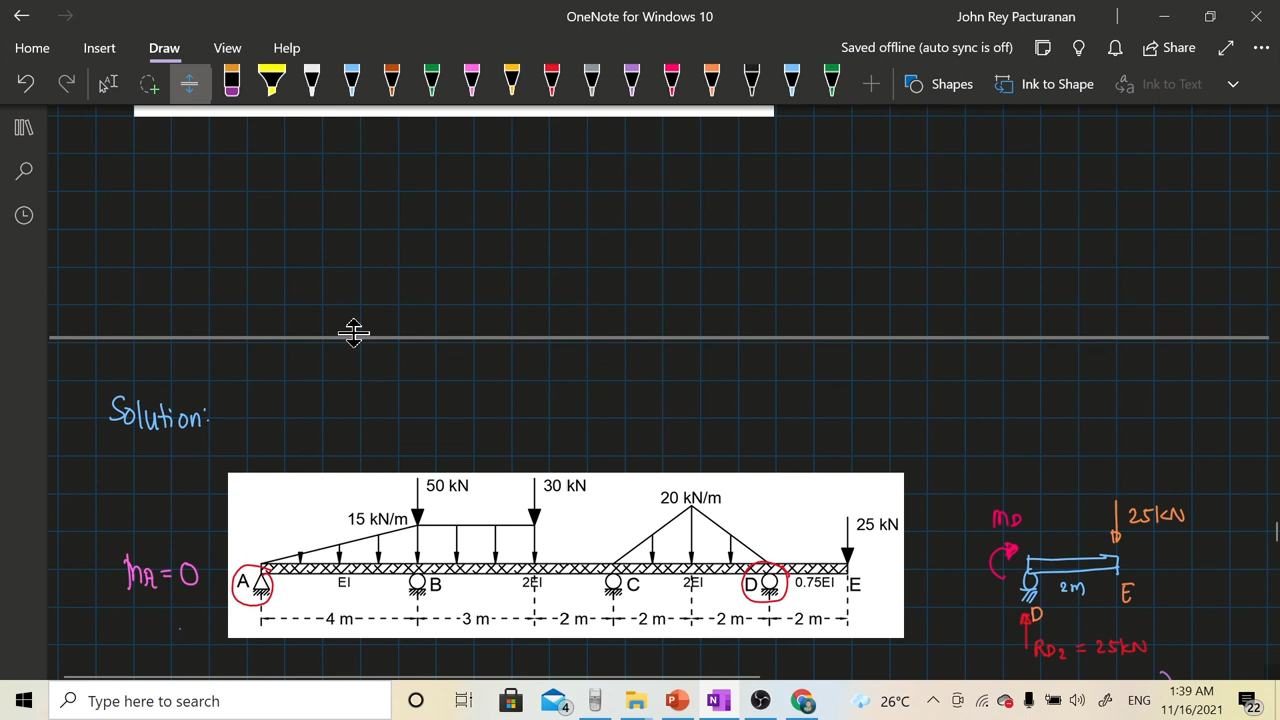 OneNote for Windows 10
John Rey Pacturanan
Home Insert Draw View Help
Saved offline (auto sync is off)
Share
Shapes
Ink to Shape
Ink to Text
Solution:
50 kN
30 kN
15 kN/m
20 kN/m
25 kN
MA = 0
A EI B 2EI C 2EI D 0.75EI E
4 m 3 m 2 m 2 m 2 m 2 m
MD
25kN
2m
E
D
RD2 = 25kN
Type here to search
4
26°C
ENG
1:39 AM
11/16/2021
22